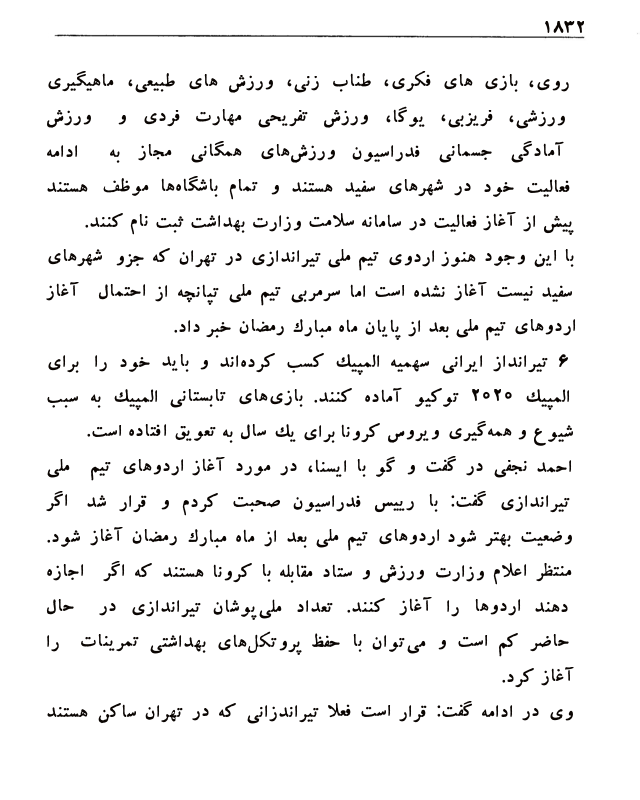 ۱۸۳۲
روی، بازی های فکری، طناب زنی، ورزش های طبیعی، ماهیگیری
ورزشی، فریزبی، یوگا، ورزش تفریحی مهارت فردی و ورزش
آمادگی جسمانی فدراسیون ورزش‌های همگانی مجاز به ادامه
فعالیت خود در شهرهای سفید هستند و تمام باشگاه‌ها موظف هستند
پیش از آغاز فعالیت در سامانه سلامت وزارت بهداشت ثبت نام کنند.
با این وجود هنوز اردوی تیم ملی تیراندازی در تهران که جزو شهرهای
سفید نیست آغاز نشده است اما سرمربی تیم ملی تپانچه از احتمال آغاز
اردوهای تیم ملی بعد از پایان ماه مبارك رمضان خبر داد.
۶ تیرانداز ایرانی سهمیه المپیك کسب کرده‌اند و باید خود را برای
المپیك ۲۰۲۰ توکیو آماده کنند. بازی‌های تابستانی المپیك به سبب
شیوع و همه‌گیری ویروس کرونا برای یك سال به تعویق افتاده است.
احمد نجفی در گفت و گو با ایسنا، در مورد آغاز اردوهای تیم ملی
تیراندازی گفت: با رییس فدراسیون صحبت کردم و قرار شد اگر
وضعیت بهتر شود اردوهای تیم ملی بعد از ماه مبارك رمضان آغاز شود.
منتظر اعلام وزارت ورزش و ستاد مقابله با کرونا هستند که اگر اجازه
دهند اردوها را آغاز کنند. تعداد ملی‌پوشان تیراندازی در حال
حاضر کم است و می‌توان با حفظ پروتکل‌های بهداشتی تمرینات را
آغاز کرد.
وی در ادامه گفت: قرار است فعلا تیراندزانی که در تهران ساکن هستند